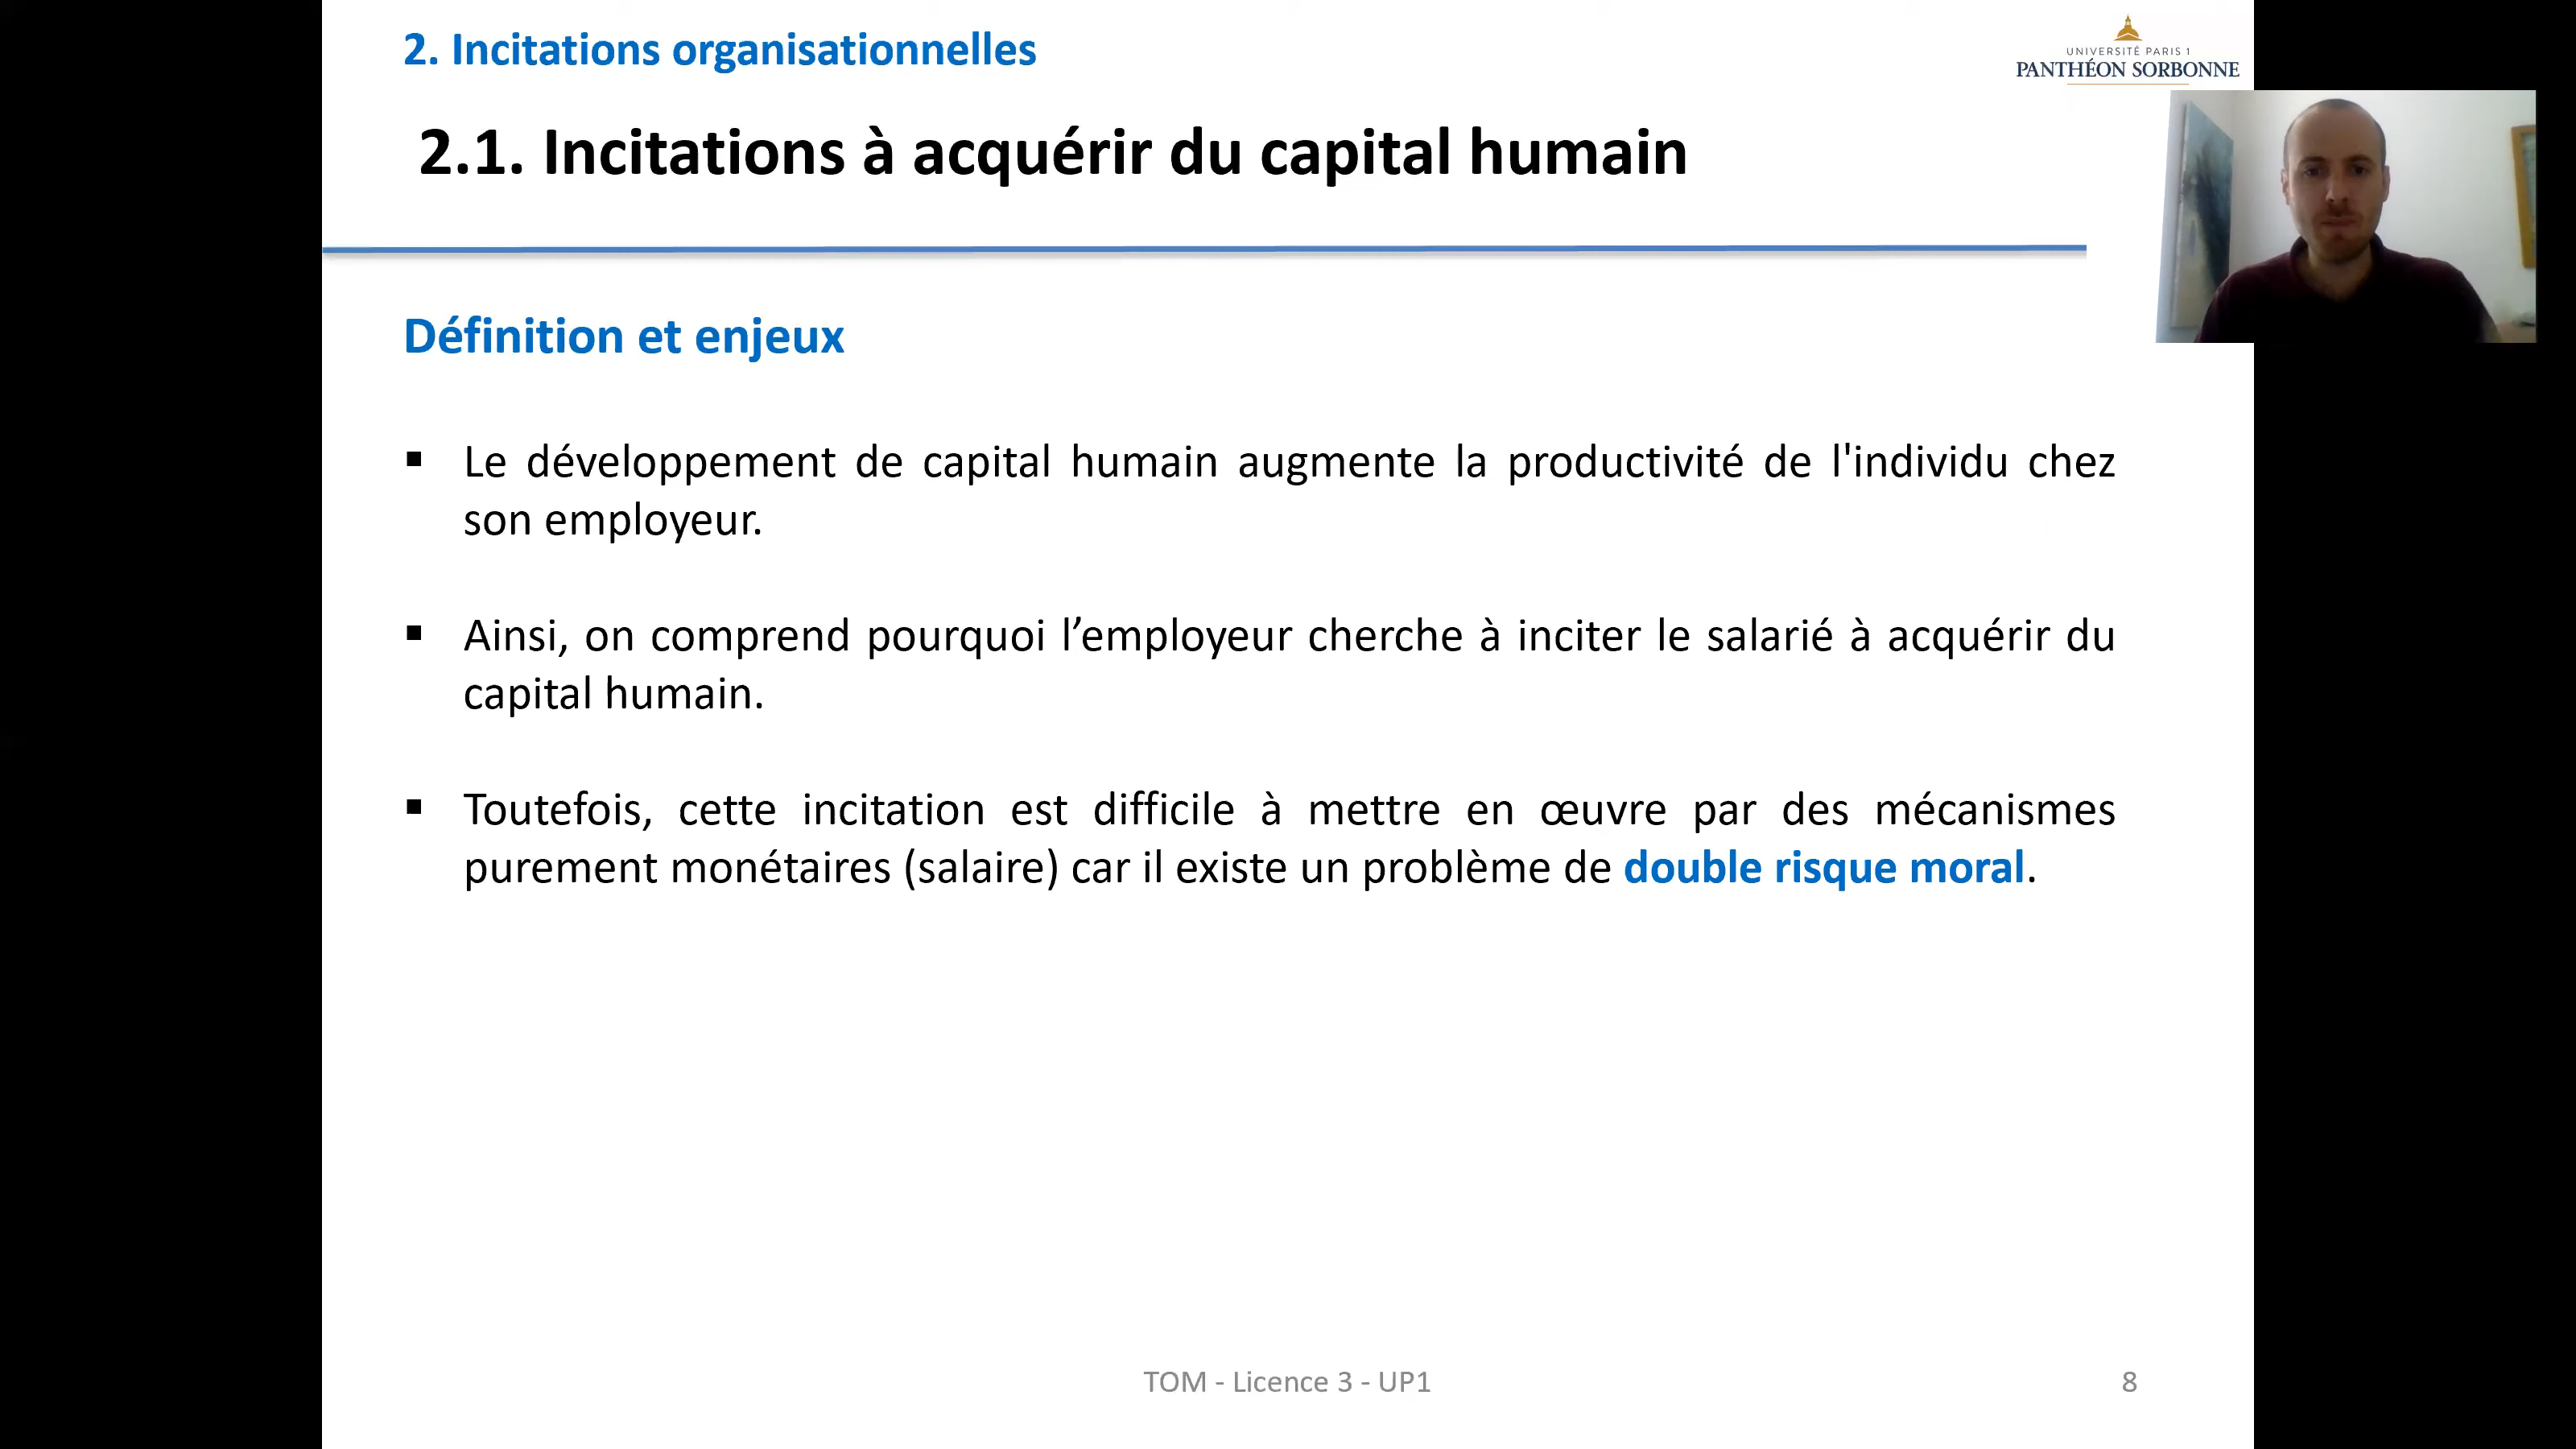 2. Incitations organisationnelles
UNIVERSITÉ PARIS 1
PANTHÉON SORBONNE
2.1. Incitations à acquérir du capital humain
Définition et enjeux
▪ Le développement de capital humain augmente la productivité de l'individu chez
son employeur.
▪ Ainsi, on comprend pourquoi l’employeur cherche à inciter le salarié à acquérir du
capital humain.
▪ Toutefois, cette incitation est difficile à mettre en œuvre par des mécanismes
purement monétaires (salaire) car il existe un problème de double risque moral.
TOM - Licence 3 - UP1
8